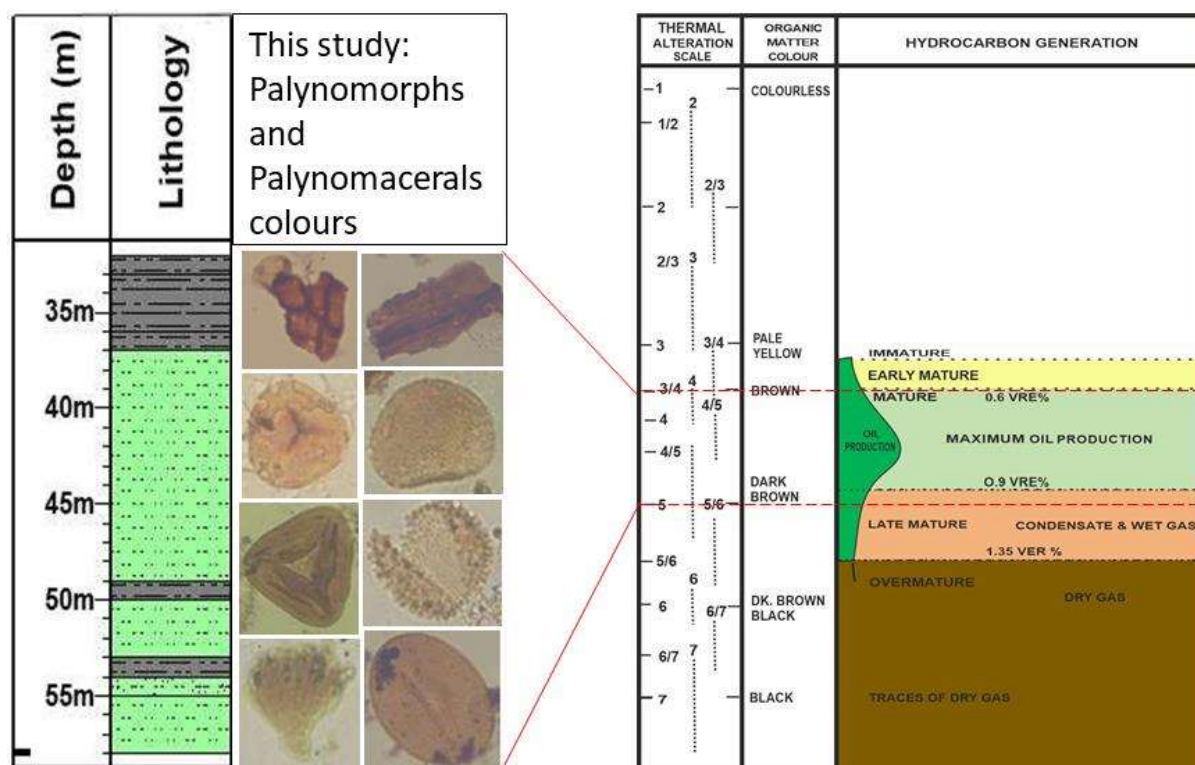 Depth (m)
Lithology
This study:
Palynomorphs
and
Palynomacerals
colours
35m
40m
45m
50m
55m
THERMAL
ALTERATION
SCALE
ORGANIC
MATTER
COLOUR
HYDROCARBON GENERATION
1
2
1/2
2/3
2
2/3
3
3
3/4
3/4
4
4/5
4
4/5
5
5/6
5/6
6
6
6/7
6/7
7
7
COLOURLESS
PALE
YELLOW
BROWN
DARK
BROWN
DK. BROWN
BLACK
BLACK
IMMATURE
EARLY MATURE
MATURE
0.6 VRE%
OIL
PRODUCTION
MAXIMUM OIL PRODUCTION
O.9 VRE%
LATE MATURE
CONDENSATE & WET GAS
1.35 VER %
OVERMATURE
DRY GAS
TRACES OF DRY GAS